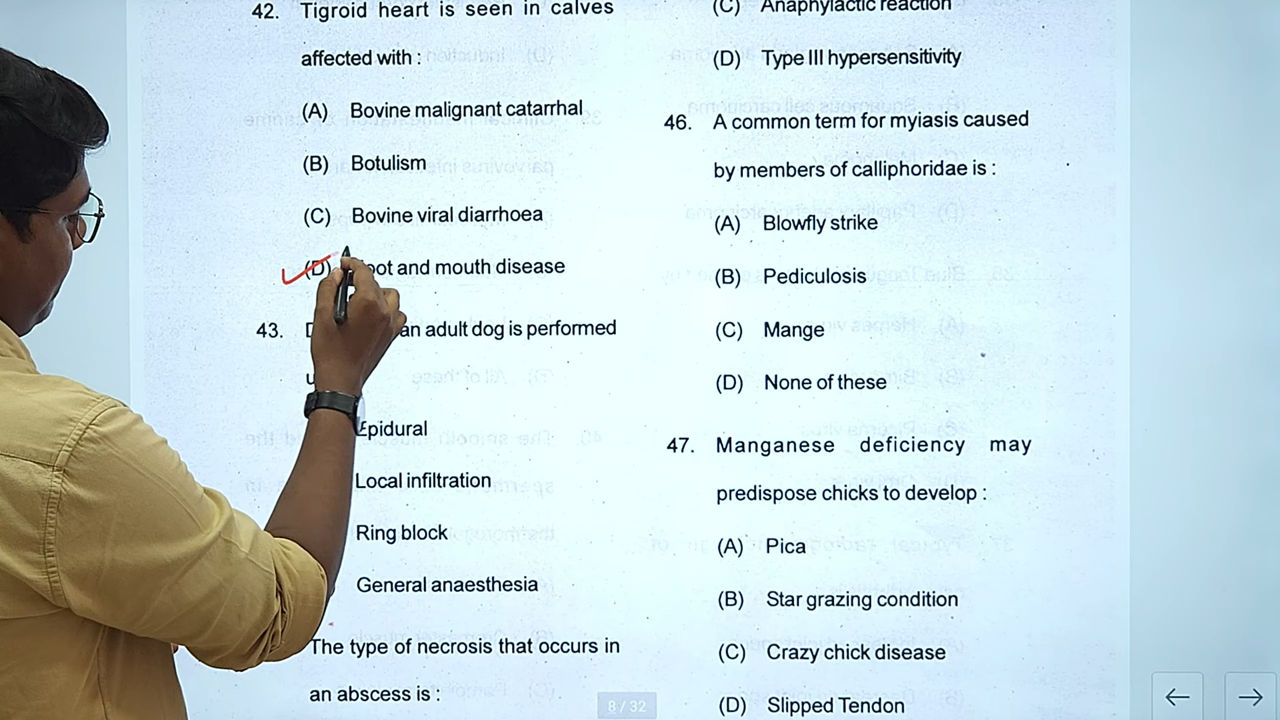 42. Tigroid heart is seen in calves
affected with :
(A) Bovine malignant catarrhal
(B) Botulism
(C) Bovine viral diarrhoea
(D) oot and mouth disease
43. an adult dog is performed
Epidural
Local infiltration
Ring block
General anaesthesia
The type of necrosis that occurs in
an abscess is :
(C) Anaphylactic reaction
(D) Type III hypersensitivity
46. A common term for myiasis caused
by members of calliphoridae is :
(A) Blowfly strike
(B) Pediculosis
(C) Mange
(D) None of these
47. Manganese deficiency may
predispose chicks to develop :
(A) Pica
(B) Star grazing condition
(C) Crazy chick disease
(D) Slipped Tendon
8 / 32